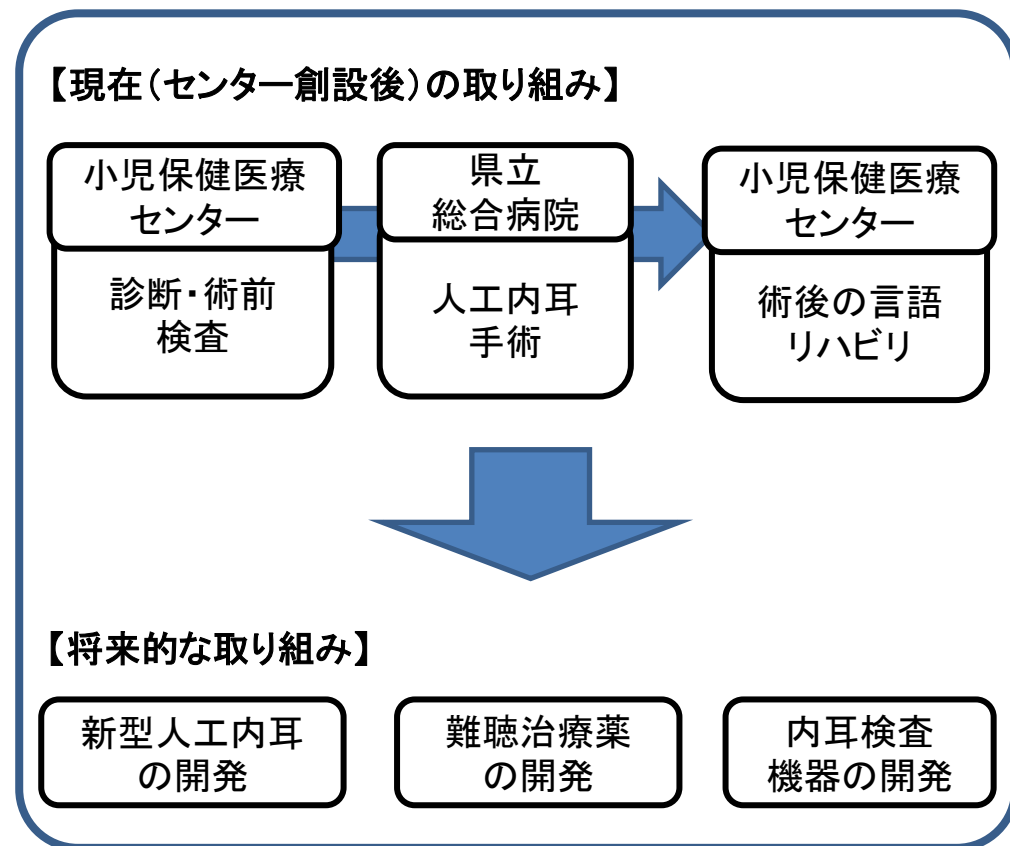 【現在（センター創設後）の取り組み】
小児保健医療
センター
県立
総合病院
小児保健医療
センター
診断・術前
検査
人工内耳
手術
術後の言語
リハビリ
【将来的な取り組み】
新型人工内耳
の開発
難聴治療薬
の開発
内耳検査
機器の開発